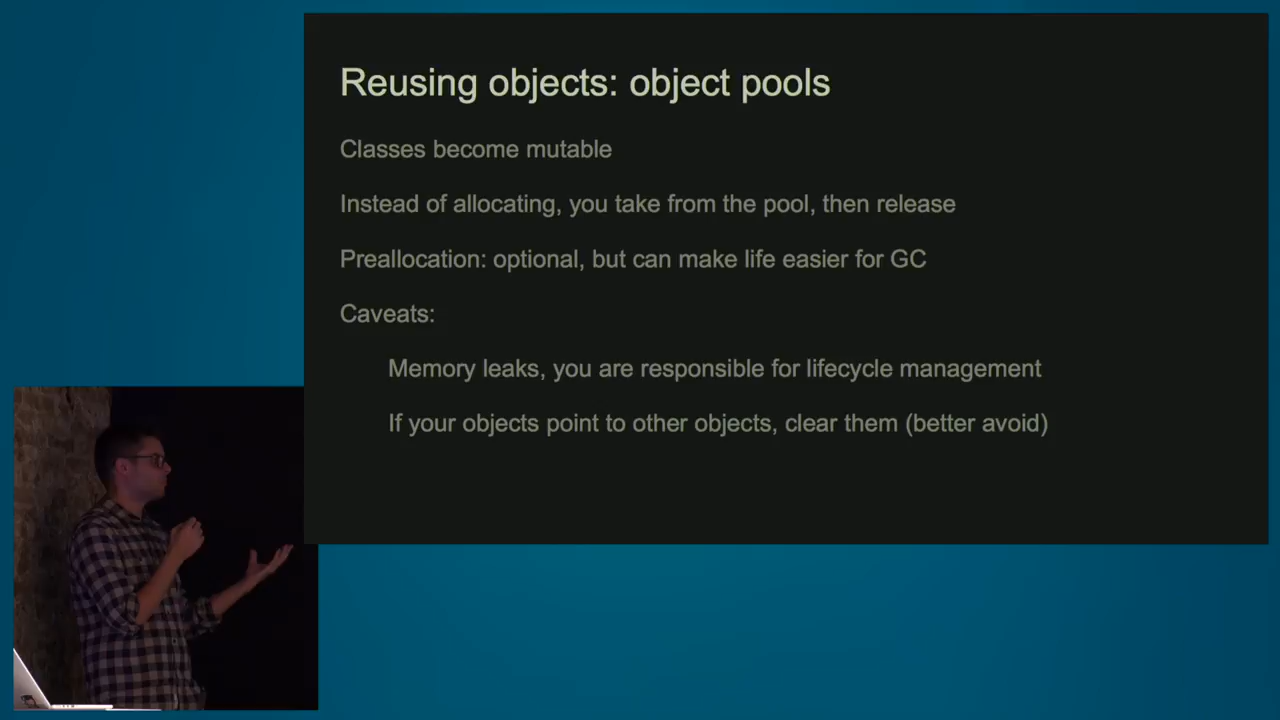 Reusing objects: object pools
Classes become mutable
Instead of allocating, you take from the pool, then release
Preallocation: optional, but can make life easier for GC
Caveats:
Memory leaks, you are responsible for lifecycle management
If your objects point to other objects, clear them (better avoid)